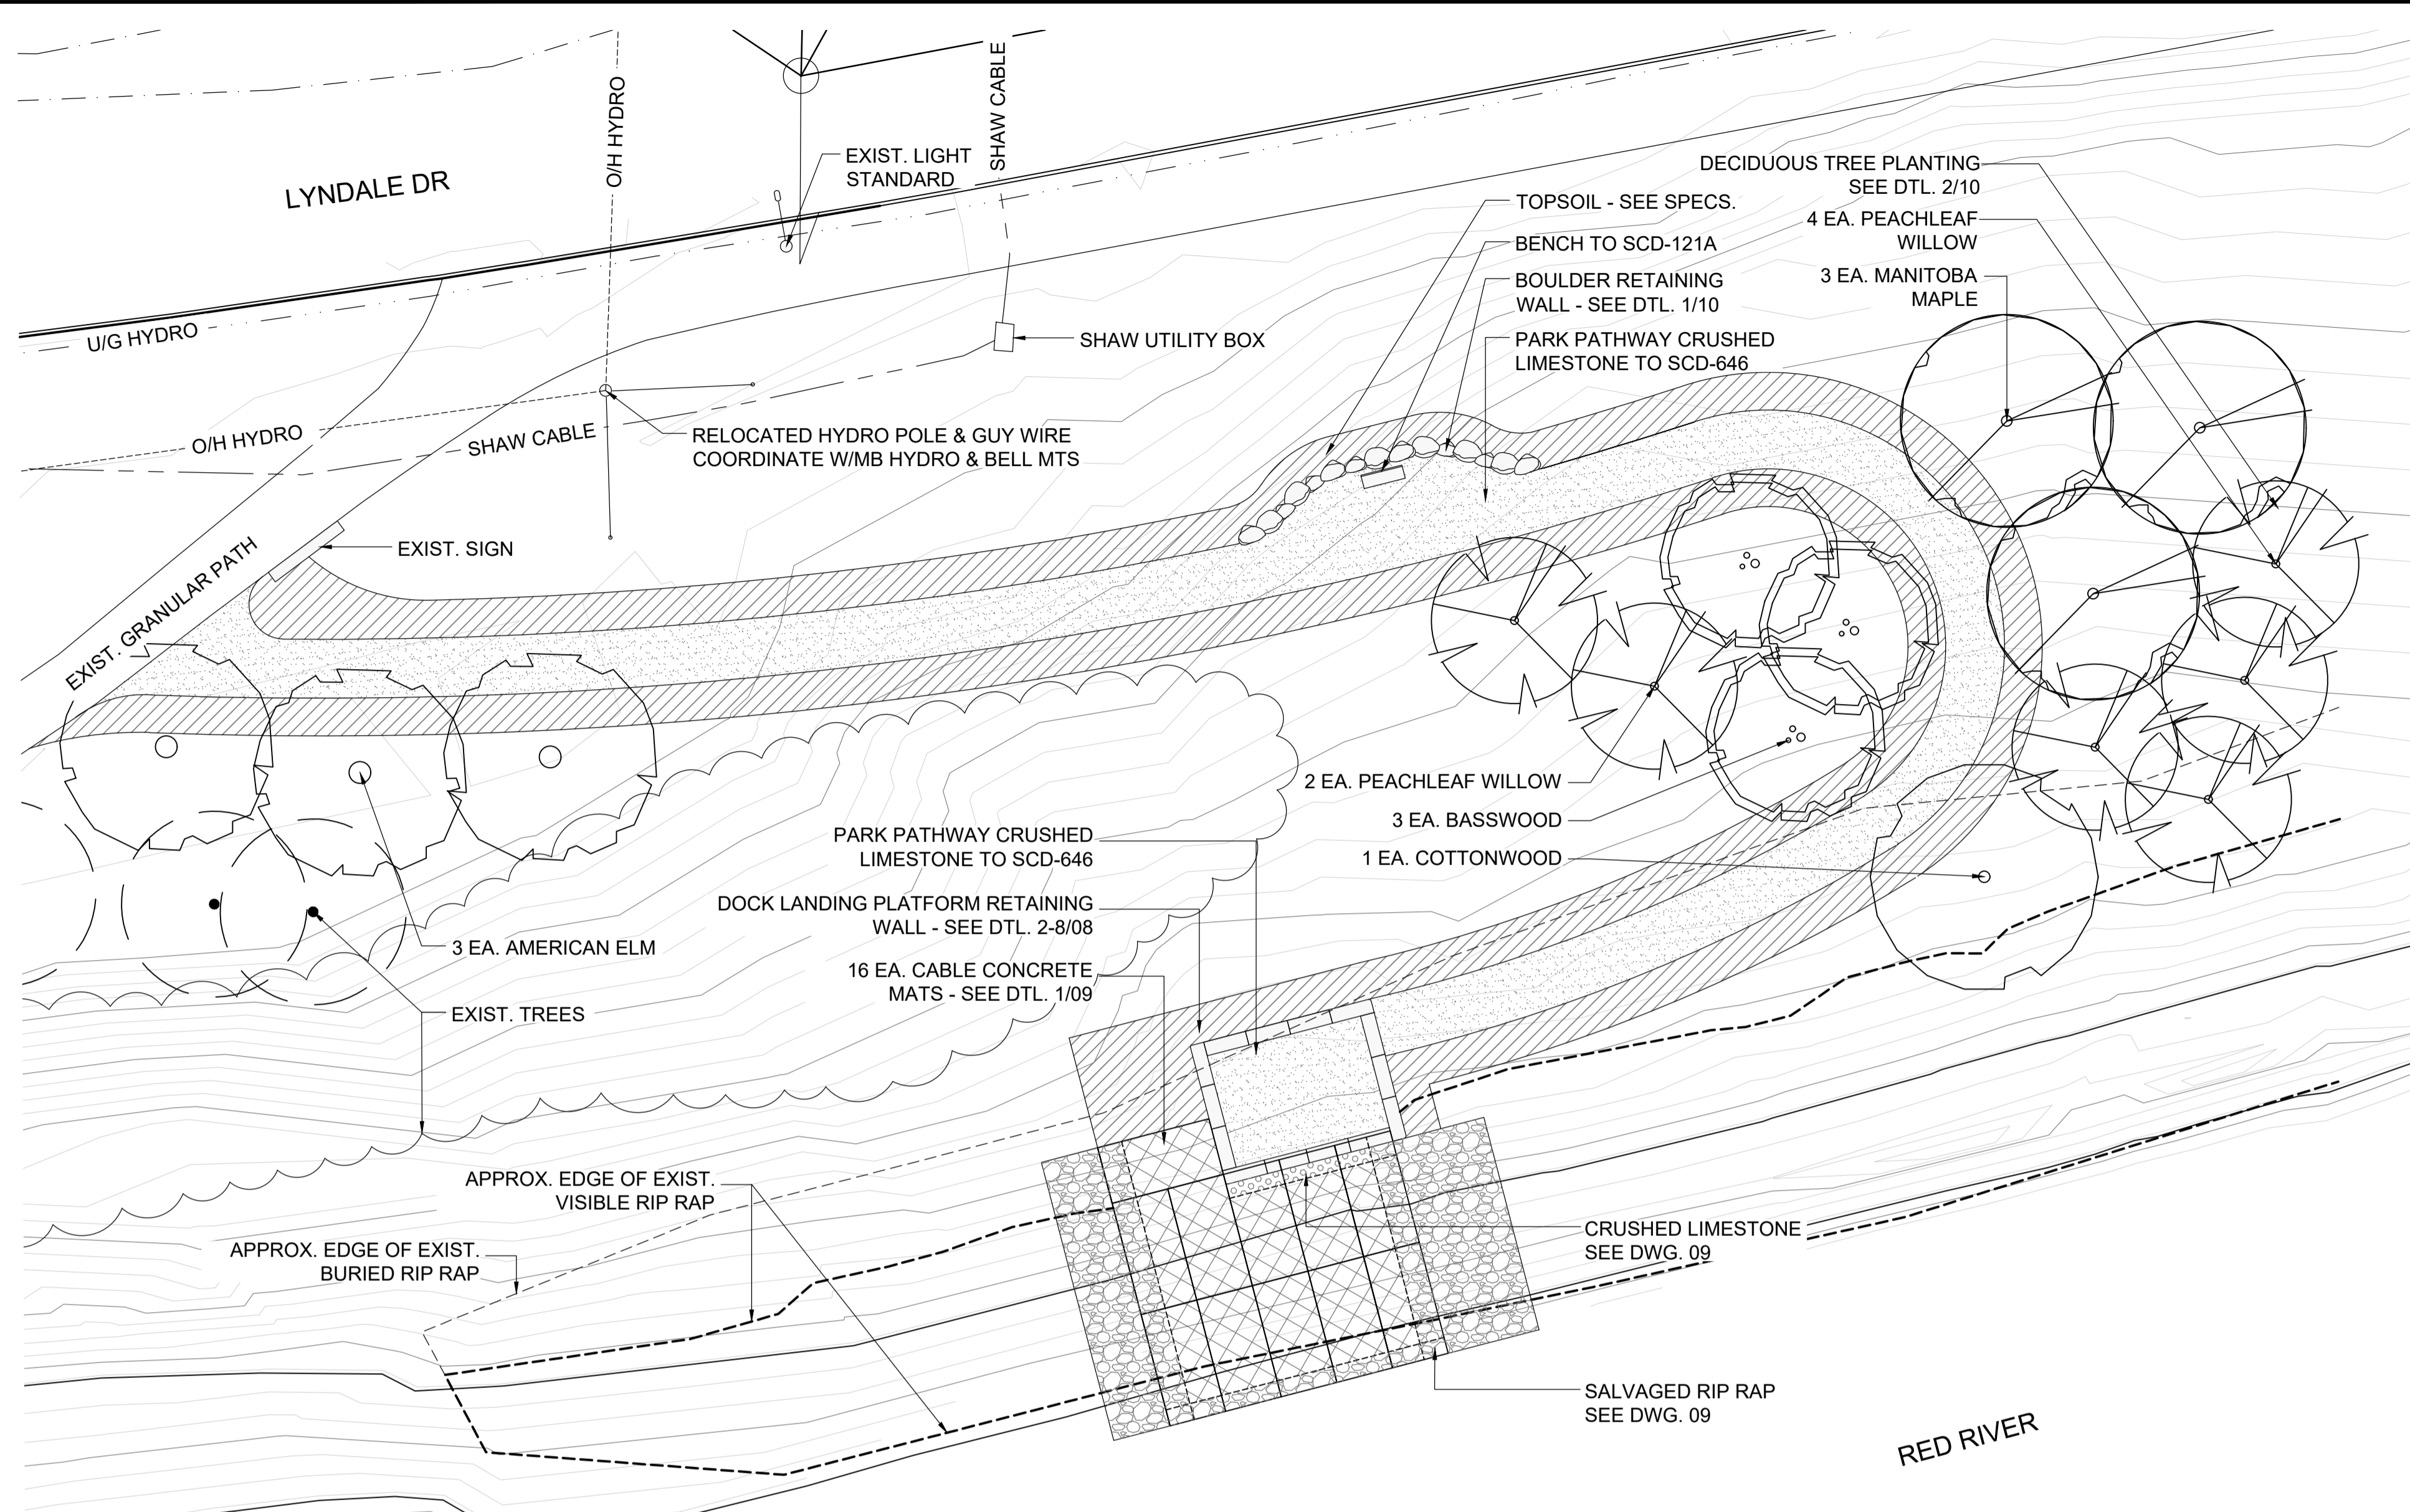 LYNDALE DR
O/H HYDRO
SHAW CABLE
EXIST. LIGHT
STANDARD
U/G HYDRO
SHAW UTILITY BOX
O/H HYDRO
SHAW CABLE
RELOCATED HYDRO POLE & GUY WIRE
COORDINATE W/MB HYDRO & BELL MTS
EXIST. SIGN
EXIST. GRANULAR PATH
TOPSOIL - SEE SPECS.
BENCH TO SCD-121A
BOULDER RETAINING
WALL - SEE DTL. 1/10
PARK PATHWAY CRUSHED
LIMESTONE TO SCD-646
DECIDUOUS TREE PLANTING
SEE DTL. 2/10
4 EA. PEACHLEAF
WILLOW
3 EA. MANITOBA
MAPLE
2 EA. PEACHLEAF WILLOW
3 EA. BASSWOOD
1 EA. COTTONWOOD
PARK PATHWAY CRUSHED
LIMESTONE TO SCD-646
DOCK LANDING PLATFORM RETAINING
WALL - SEE DTL. 2-8/08
16 EA. CABLE CONCRETE
MATS - SEE DTL. 1/09
3 EA. AMERICAN ELM
EXIST. TREES
APPROX. EDGE OF EXIST.
VISIBLE RIP RAP
APPROX. EDGE OF EXIST.
BURIED RIP RAP
CRUSHED LIMESTONE
SEE DWG. 09
SALVAGED RIP RAP
SEE DWG. 09
RED RIVER